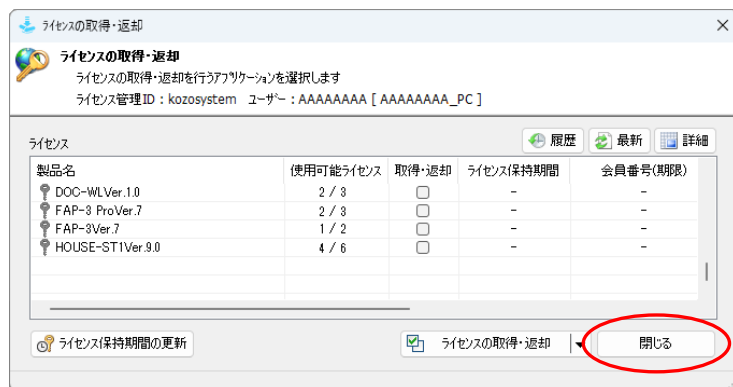 ライセンスの取得・返却
ライセンスの取得・返却
ライセンスの取得・返却を行うアプリケーションを選択します
ライセンス管理ID：kozosystem ユーザー：AAAAAAAA [ AAAAAAAA_PC ]
ライセンス 履歴 最新 詳細
製品名 使用可能ライセンス 取得・返却 ライセンス保持期間 会員番号(期限)
DOC-WLVer.1.0 2 / 3 - -
FAP-3 ProVer.7 2 / 3 - -
FAP-3Ver.7 1 / 2 - -
HOUSE-ST1Ver.9.0 4 / 6 - -
ライセンス保持期間の更新 ライセンスの取得・返却 閉じる